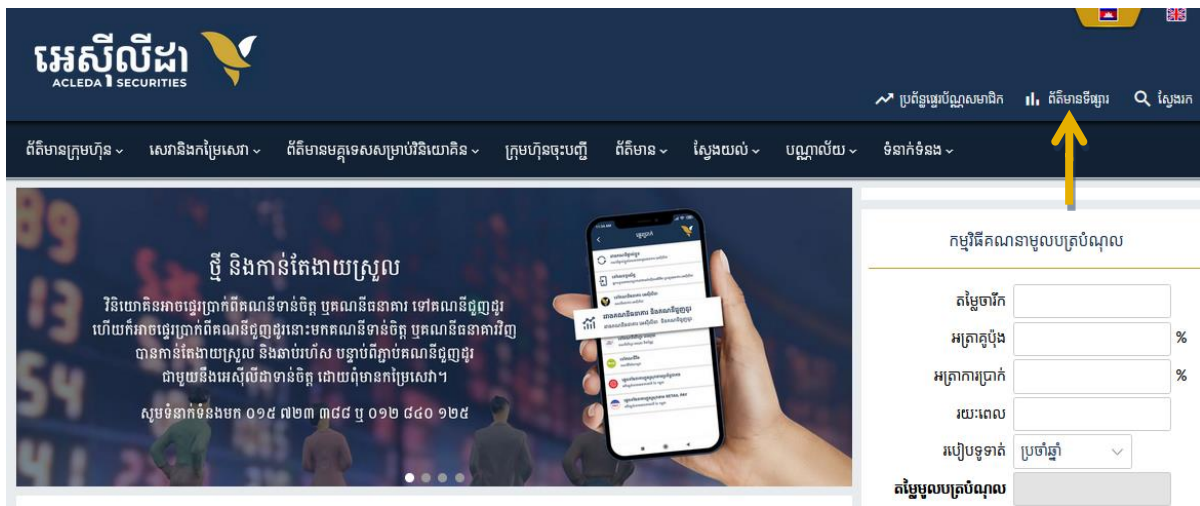 អេស៊ីលីដា
ACLEDA SECURITIES
ប្រព័ន្ធផ្ទេរប័ណ្ណសមាជិក ព័ត៌មានទីផ្សារ ស្វែងរក
ព័ត៌មានក្រុមហ៊ុន សេវានិងកម្រៃសេវា ព័ត៌មានមគ្គុទេសសម្រាប់វិនិយោគិន ក្រុមហ៊ុនចុះបញ្ជី ព័ត៌មាន ស្វែងយល់ បណ្ណាល័យ ទំនាក់ទំនង
ថ្មី និងកាន់តែងាយស្រួល
វិនិយោគិនអាចផ្ទេរប្រាក់ពីគណនីទាន់ចិត្ត ឬគណនីធនាគារ ទៅគណនីជួញដូរ
ហើយក៏អាចផ្ទេរប្រាក់ពីគណនីជួញដូរនោះមកគណនីទាន់ចិត្ត ឬគណនីធនាគារវិញ
បានកាន់តែងាយស្រួល និងឆាប់រហ័ស បន្ទាប់ពីភ្ជាប់គណនីជួញដូរ
ជាមួយនឹងអេស៊ីលីដាទាន់ចិត្ត ដោយពុំមានកម្រៃសេវា។
សូមទំនាក់ទំនងមក ០១៥ ៧២៣ ៣៨៨ ឬ ០១២ ៨៤០ ១២៥
កម្មវិធីគណនាមូលបត្របំណុល
តម្លៃចារឹក
អត្រាគូប៉ុង %
អត្រាការប្រាក់ %
រយៈពេល
របៀបទូទាត់ ប្រចាំឆ្នាំ
តម្លៃមូលបត្របំណុល